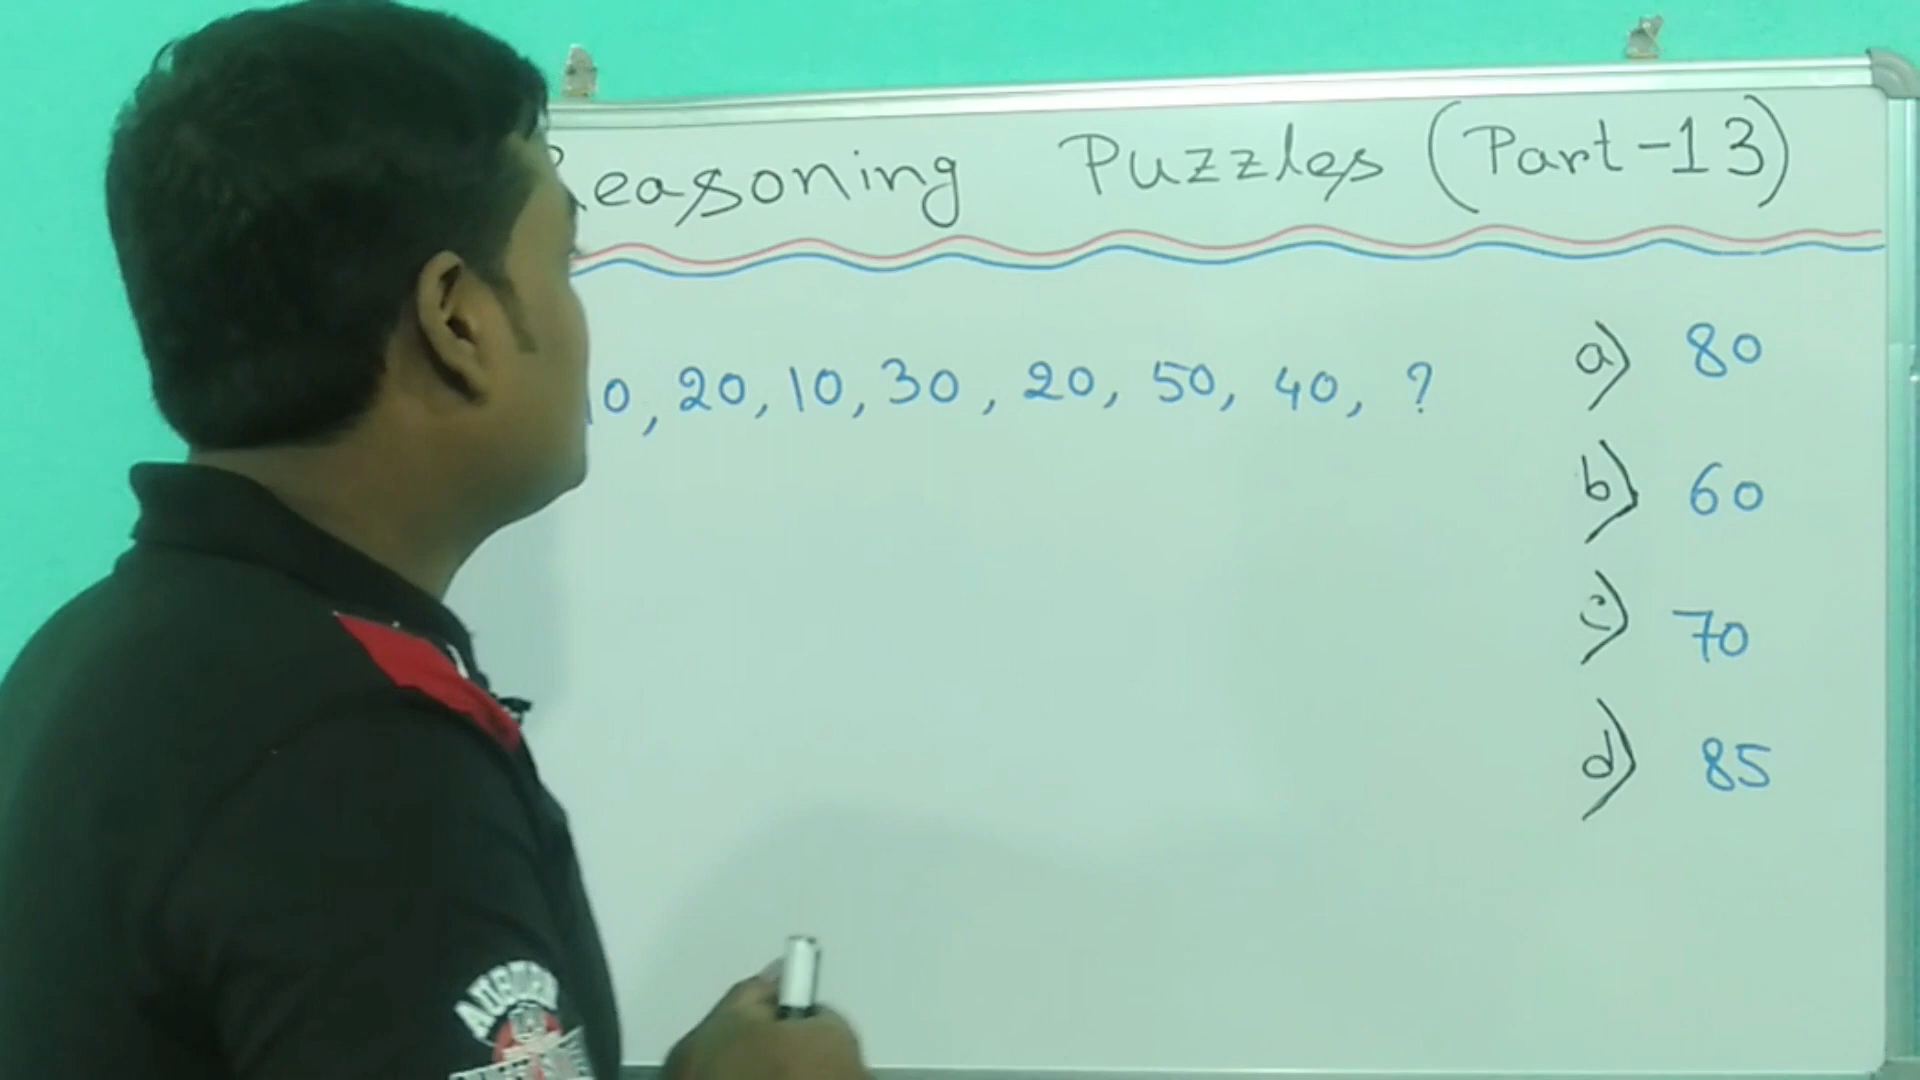 Reasoning Puzzles (Part-13)
10, 20, 10, 30, 20, 50, 40, ?
a) 80
b) 60
c) 70
d) 85